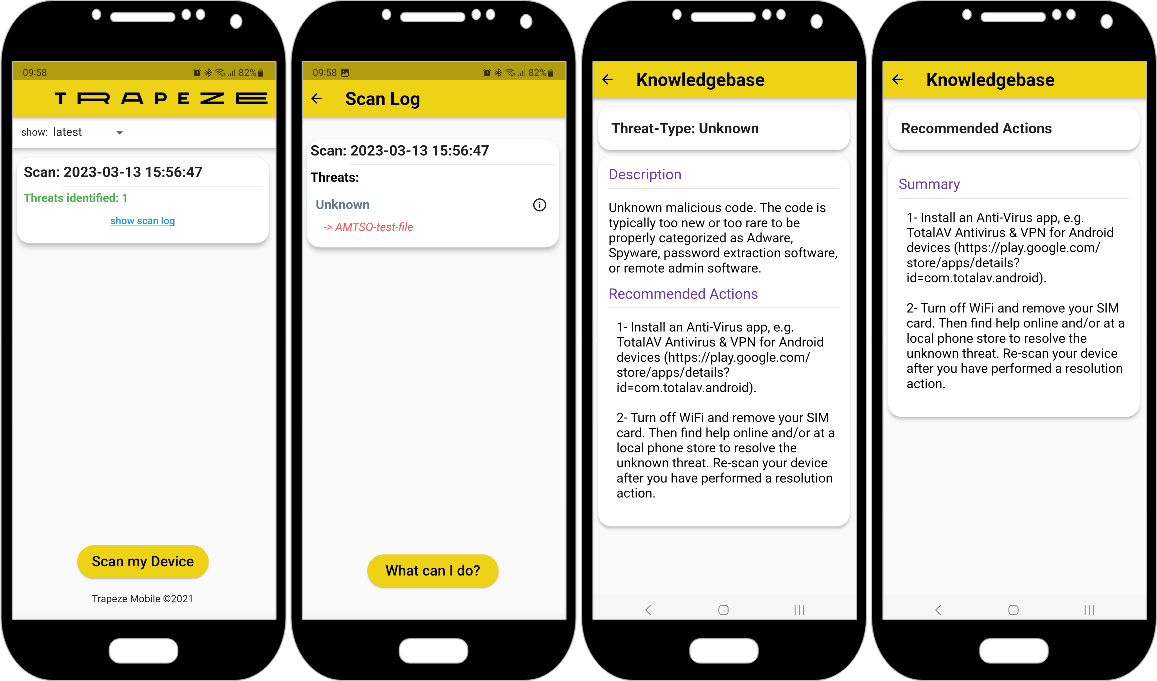 09:58
82%
TRAPEZE
show: latest
Scan: 2023-03-13 15:56:47
Threats identified: 1
show scan log
Scan my Device
Trapeze Mobile ©2021
09:58
82%
Scan Log
Scan: 2023-03-13 15:56:47
Threats:
Unknown
-> AMTSO-test-file
What can I do?
Knowledgebase
Threat-Type: Unknown
Description
Unknown malicious code. The code is
typically too new or too rare to be
properly categorized as Adware,
Spyware, password extraction software,
or remote admin software.
Recommended Actions
1- Install an Anti-Virus app, e.g.
TotalAV Antivirus & VPN for Android
devices (https://play.google.com/
store/apps/details?
id=com.totalav.android).
2- Turn off WiFi and remove your SIM
card. Then find help online and/or at a
local phone store to resolve the
unknown threat. Re-scan your device
after you have performed a resolution
action.
Knowledgebase
Recommended Actions
Summary
1- Install an Anti-Virus app, e.g.
TotalAV Antivirus & VPN for Android
devices (https://play.google.com/
store/apps/details?
id=com.totalav.android).
2- Turn off WiFi and remove your SIM
card. Then find help online and/or at a
local phone store to resolve the
unknown threat. Re-scan your device
after you have performed a resolution
action.